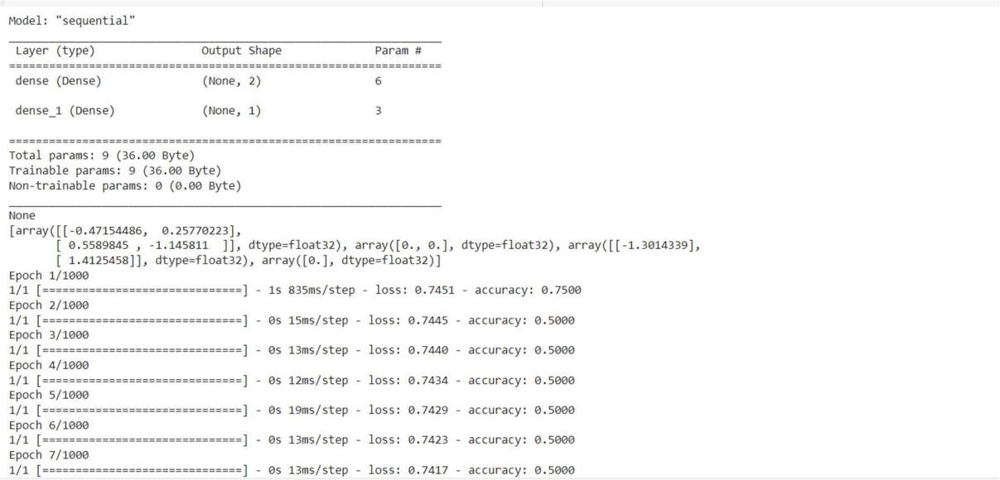 Model: "sequential"
_________________________________________________________________
 Layer (type)                Output Shape              Param #
=================================================================
 dense (Dense)               (None, 2)                 6

 dense_1 (Dense)             (None, 1)                 3

=================================================================
Total params: 9 (36.00 Byte)
Trainable params: 9 (36.00 Byte)
Non-trainable params: 0 (0.00 Byte)
_________________________________________________________________
None
[array([[-0.47154486,  0.25770223],
       [ 0.5589845 , -1.145811  ]], dtype=float32), array([0., 0.], dtype=float32), array([[-1.3014339],
       [ 1.4125458]], dtype=float32), array([0.], dtype=float32)]
Epoch 1/1000
1/1 [==============================] - 1s 835ms/step - loss: 0.7451 - accuracy: 0.7500
Epoch 2/1000
1/1 [==============================] - 0s 15ms/step - loss: 0.7445 - accuracy: 0.5000
Epoch 3/1000
1/1 [==============================] - 0s 13ms/step - loss: 0.7440 - accuracy: 0.5000
Epoch 4/1000
1/1 [==============================] - 0s 12ms/step - loss: 0.7434 - accuracy: 0.5000
Epoch 5/1000
1/1 [==============================] - 0s 19ms/step - loss: 0.7429 - accuracy: 0.5000
Epoch 6/1000
1/1 [==============================] - 0s 13ms/step - loss: 0.7423 - accuracy: 0.5000
Epoch 7/1000
1/1 [==============================] - 0s 13ms/step - loss: 0.7417 - accuracy: 0.5000